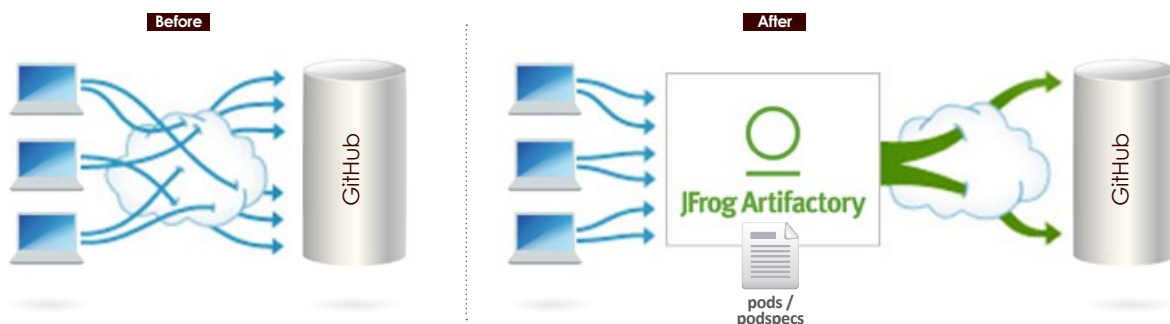 Before
GitHub
After
JFrog Artifactory
pods /
podspecs
GitHub